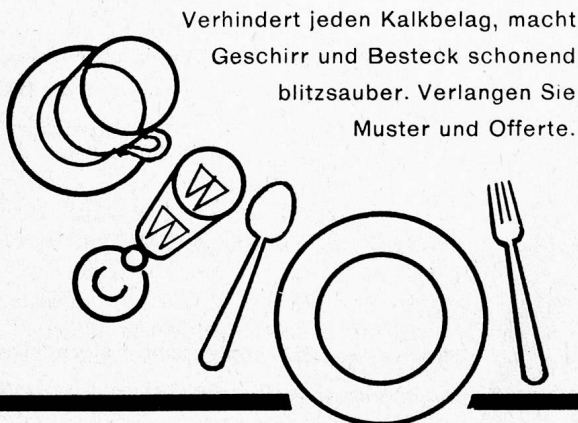 Verhindert jeden Kalkbelag, macht
Geschirr und Besteck schonend
blitzsauber. Verlangen Sie
Muster und Offerte.